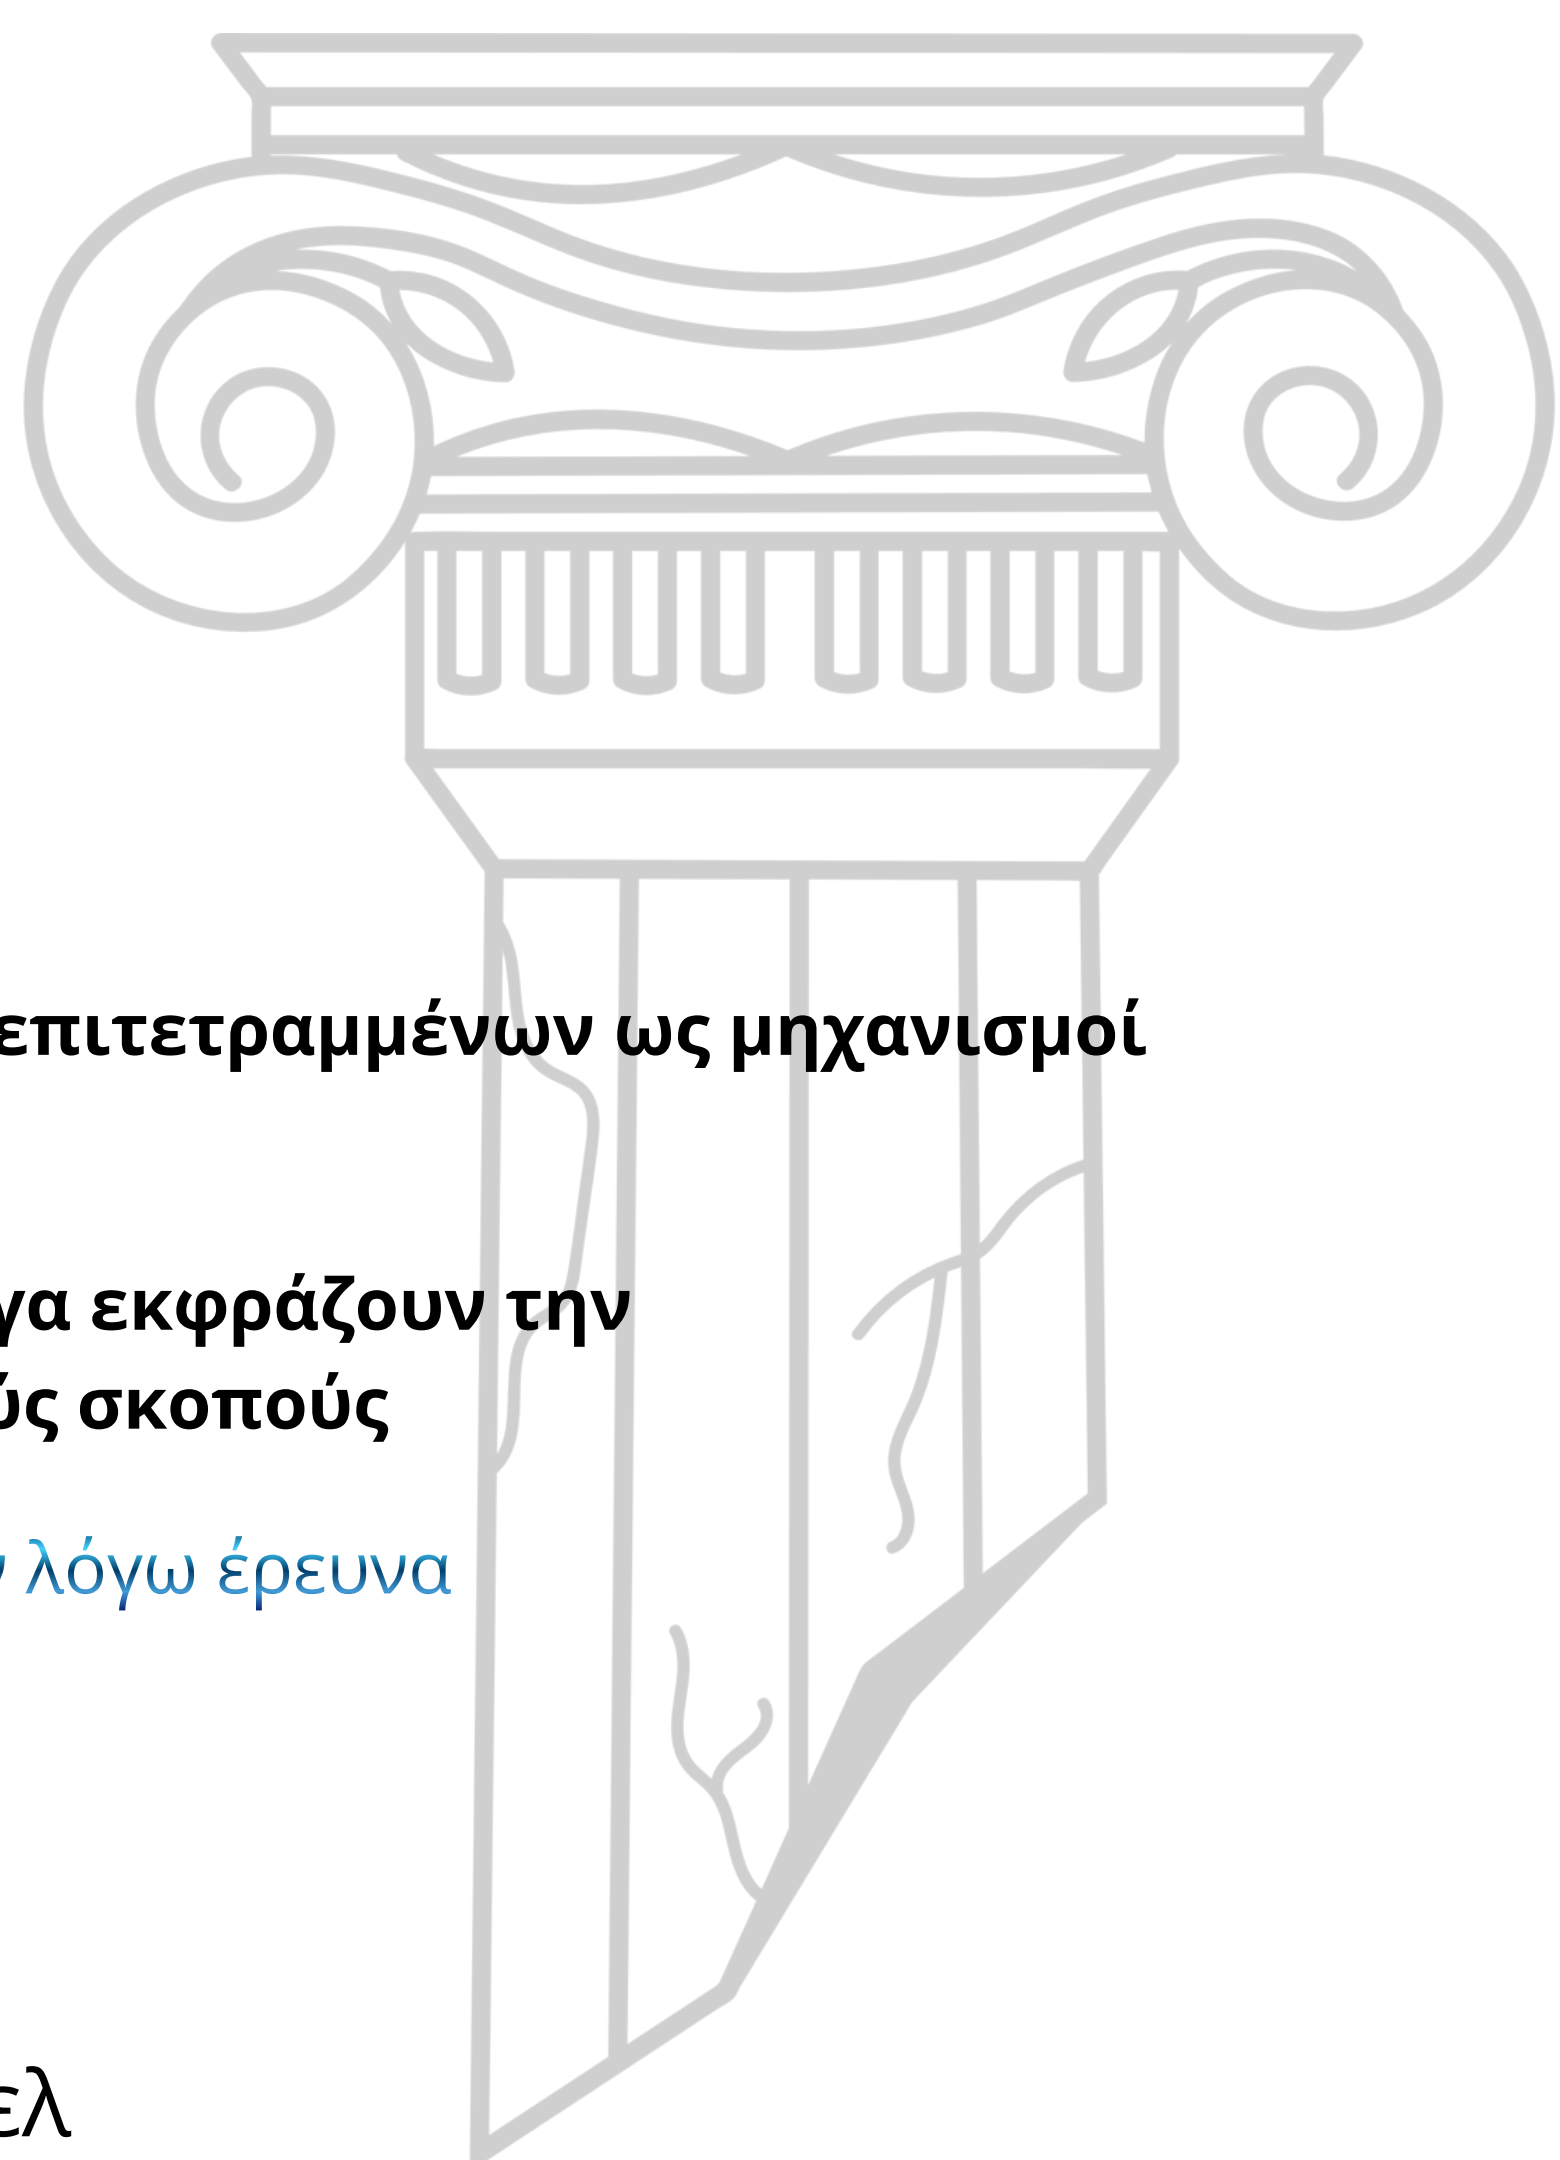 επιτετραμμένων ως μηχανισμοί
γα εκφράζουν την
ύς σκοπούς
λόγω έρευνα
ελ